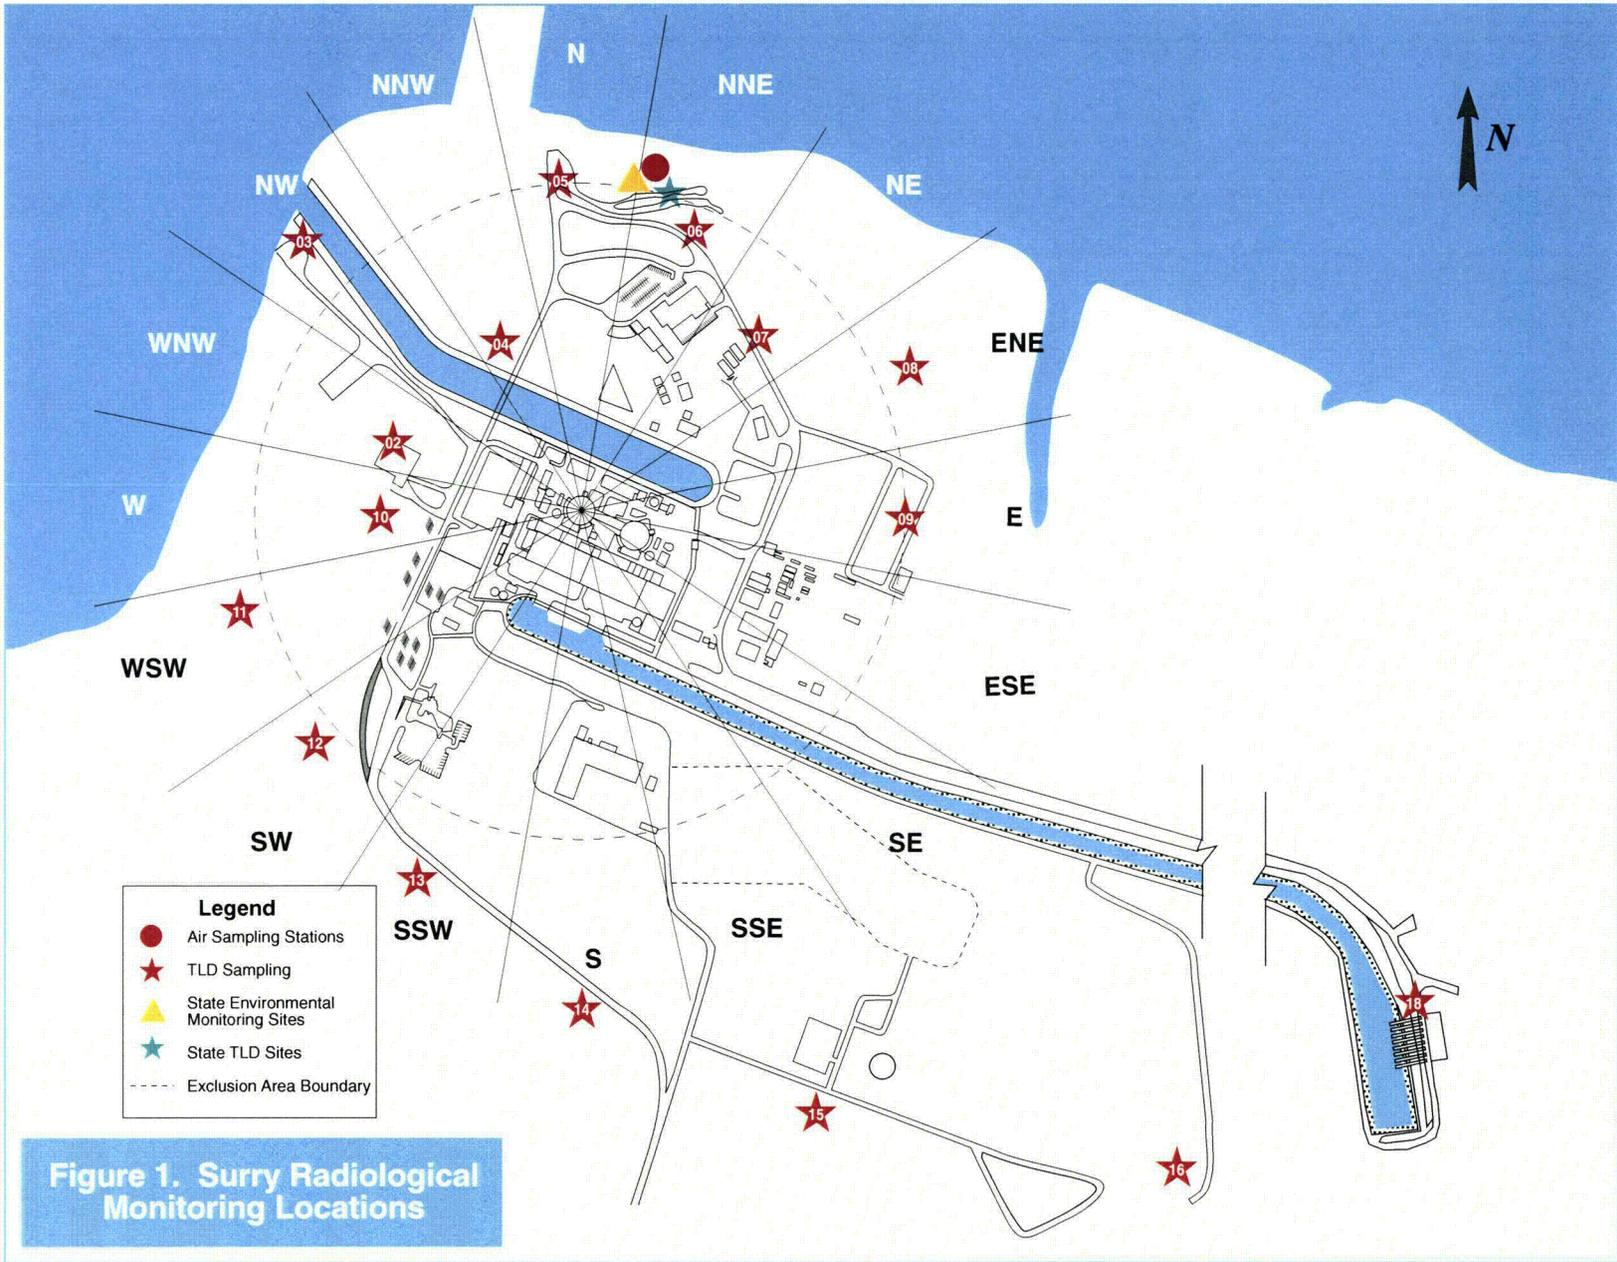 N
NNW
NNE
N
NW
NE
05
06
03
WNW
04
07
ENE
08
02
W
10
09
E
11
WSW
ESE
12
SW
SE
13
SSW
SSE
S
Legend
Air Sampling Stations
TLD Sampling
State Environmental
Monitoring Sites
State TLD Sites
Exclusion Area Boundary
14
18
15
16
Figure 1. Surry Radiological
Monitoring Locations